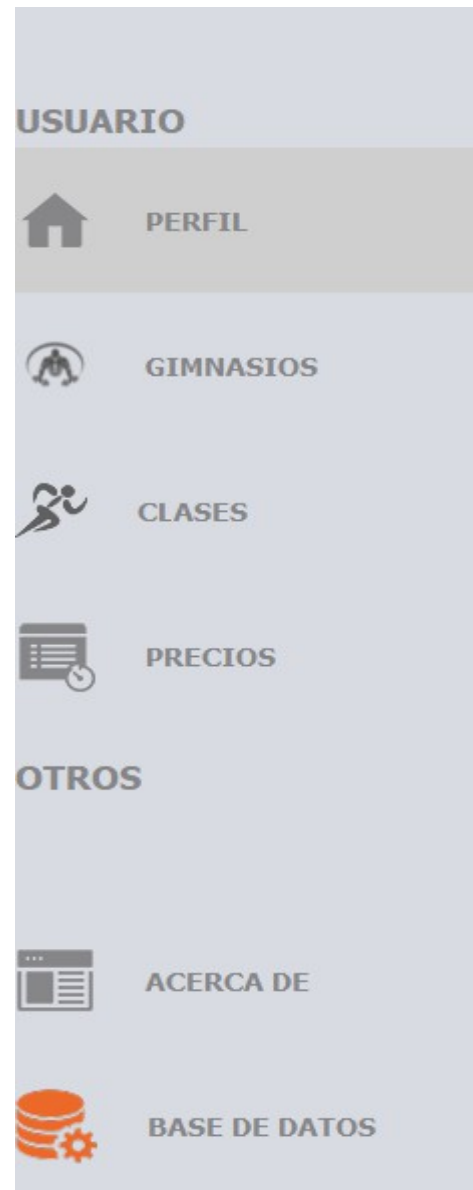 USUARIO
PERFIL
GIMNASIOS
CLASES
PRECIOS
OTROS
ACERCA DE
BASE DE DATOS